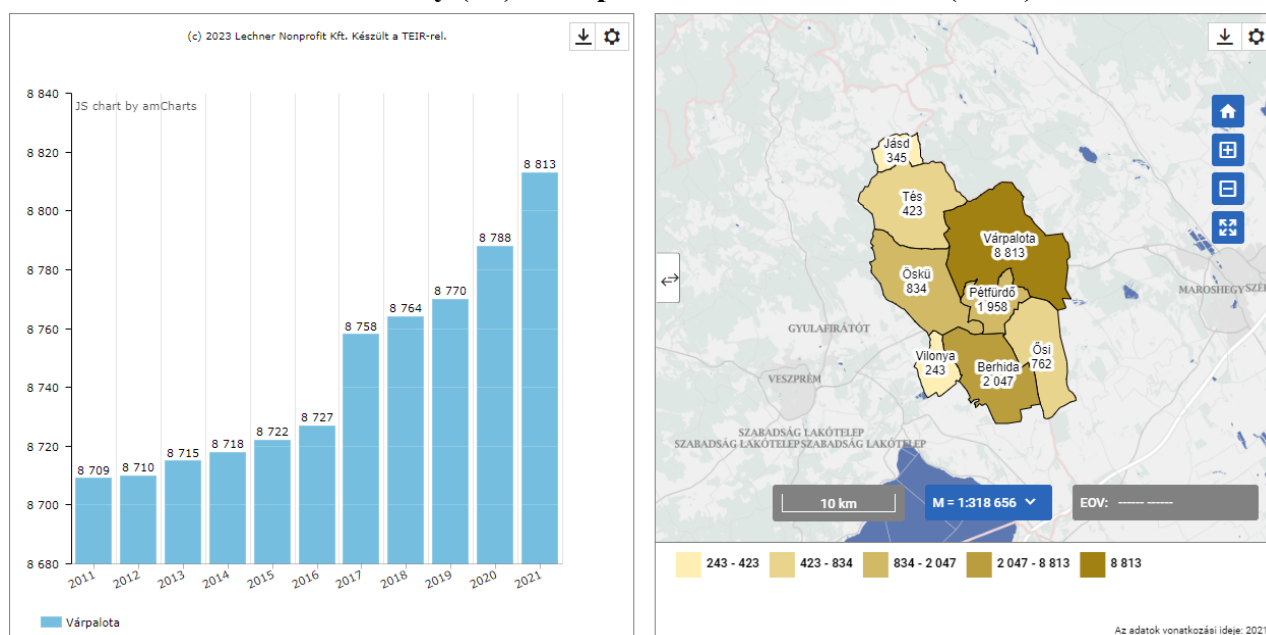 (c) 2023 Lechner Nonprofit Kft. Készült a TEIR-rel.
JS chart by amCharts
8 840
8 820
8 800
8 780
8 760
8 740
8 720
8 700
8 680
8 709
8 710
8 715
8 718
8 722
8 727
8 758
8 764
8 770
8 788
8 813
2011
2012
2013
2014
2015
2016
2017
2018
2019
2020
2021
Várpalota
Jásd
345
Tés
423
Várpalota
8 813
Öskü
834
Pétfürdő
1 958
Vilonya
243
Berhida
2 047
Ősi
762
MAROSHEGY
GYULAFIRÁTÓT
VESZPRÉM
SZABADSÁG LAKÓTELEP
SZABADSÁG LAKÓTELEP
SZABADSÁG LAKÓTELEP
10 km
M = 1:318 656
EOV: ------ ------
243 - 423
423 - 834
834 - 2 047
2 047 - 8 813
8 813
Az adatok vonatkozási ideje: 2021